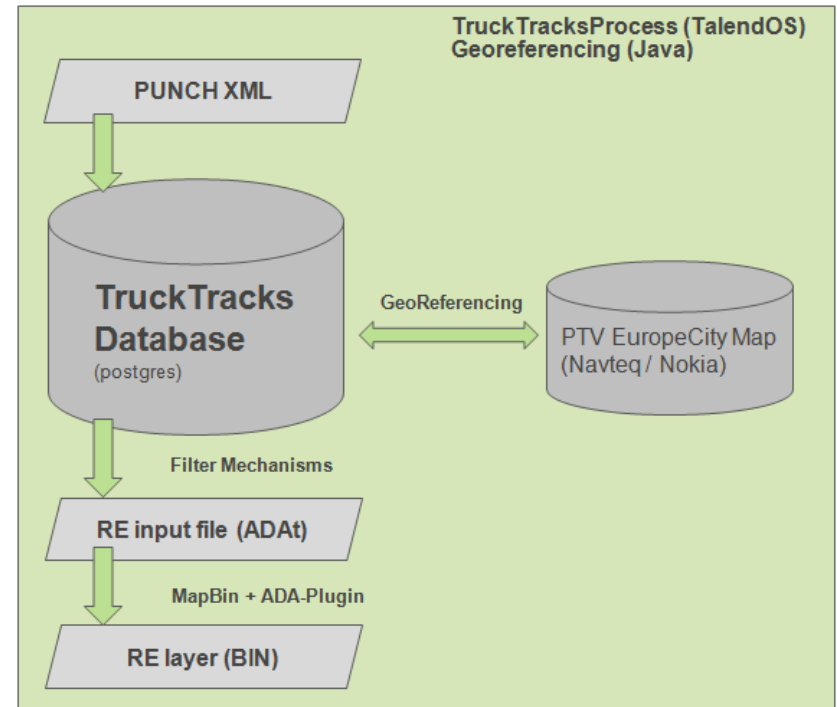 TruckTracksProcess (TalendOS)
Georeferencing (Java)
PUNCH XML
TruckTracks
Database
(postgres)
GeoReferencing
PTV EuropeCity Map
(Navteq / Nokia)
Filter Mechanisms
RE input file (ADAt)
MapBin + ADA-Plugin
RE layer (BIN)